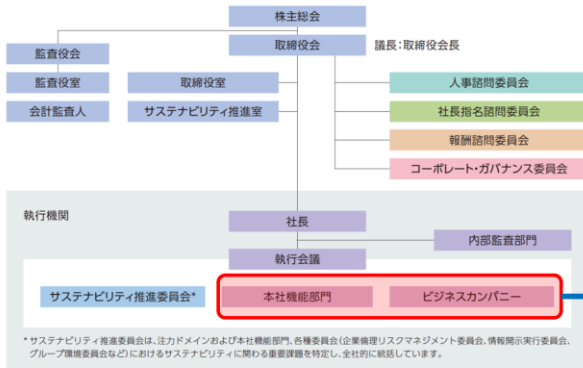 株主総会
取締役会
議長：取締役会長
監査役会
監査役室
取締役室
人事諮問委員会
会計監査人
サステナビリティ推進室
社長指名諮問委員会
報酬諮問委員会
コーポレート・ガバナンス委員会
執行機関
社長
内部監査部門
執行会議
サステナビリティ推進委員会*
本社機能部門
ビジネスカンパニー
* サステナビリティ推進委員会は、注力ドメインおよび本社機能部門、各種委員会（企業倫理リスクマネジメント委員会、情報開示実行委員会、
グループ環境委員会など）におけるサステナビリティに関わる重要課題を特定し、全社的に統括しています。